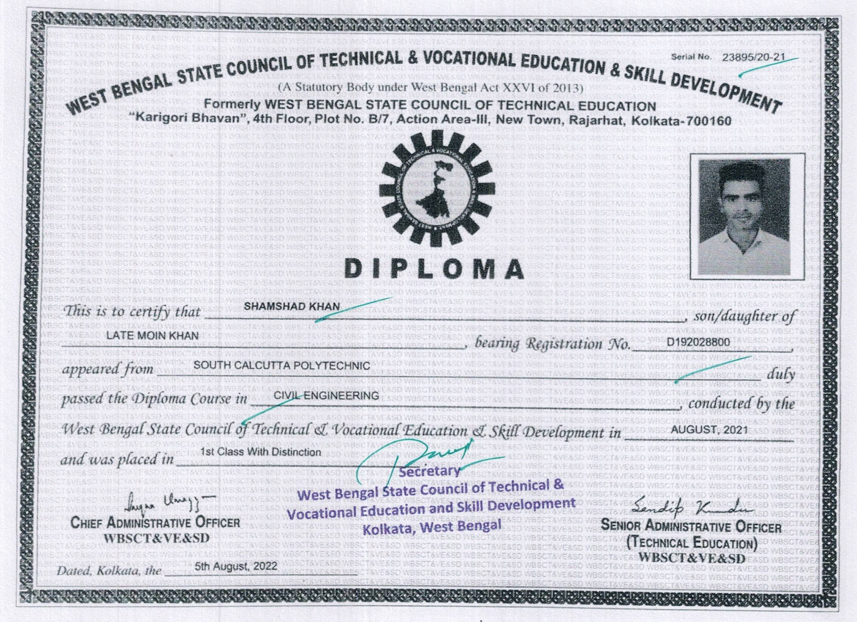 Serial No. 23895/20-21
WEST BENGAL STATE COUNCIL OF TECHNICAL & VOCATIONAL EDUCATION & SKILL DEVELOPMENT
(A Statutory Body under West Bengal Act XXVI of 2013)
Formerly WEST BENGAL STATE COUNCIL OF TECHNICAL EDUCATION
"Karigori Bhavan", 4th Floor, Plot No. B/7, Action Area-III, New Town, Rajarhat, Kolkata-700160
DIPLOMA
This is to certify that SHAMSHAD KHAN, son/daughter of
LATE MOIN KHAN, bearing Registration No. D192028800,
appeared from SOUTH CALCUTTA POLYTECHNIC duly
passed the Diploma Course in CIVIL ENGINEERING, conducted by the
West Bengal State Council of Technical & Vocational Education & Skill Development in AUGUST, 2021
and was placed in 1st Class With Distinction
Secretary
West Bengal State Council of Technical &
Vocational Education and Skill Development
Kolkata, West Bengal
CHIEF ADMINISTRATIVE OFFICER
WBSCT&VE&SD
Sandip Kundu
SENIOR ADMINISTRATIVE OFFICER
(TECHNICAL EDUCATION)
WBSCT&VE&SD
Dated, Kolkata, the 5th August, 2022